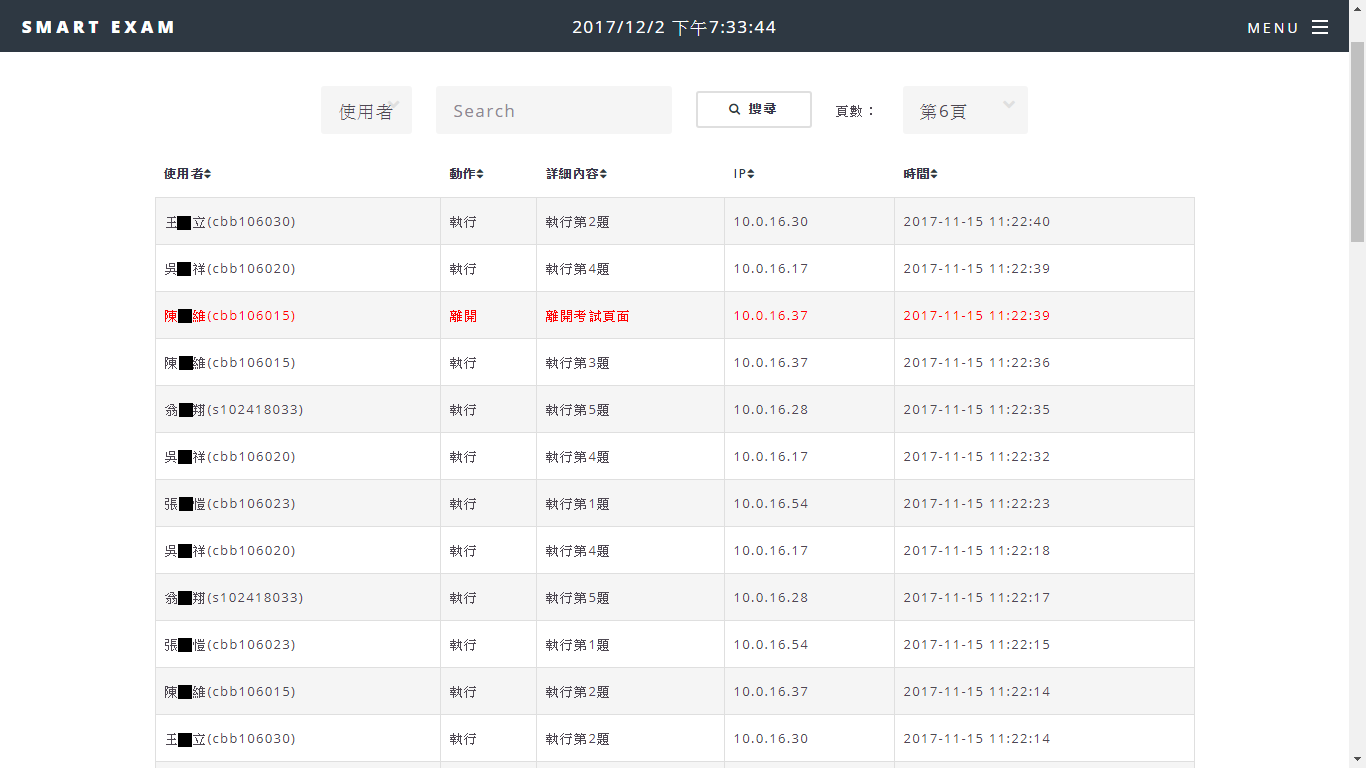 SMART EXAM 2017/12/2 下午7:33:44 MENU
使用者 Search 搜尋 頁數： 第6頁
使用者 動作 詳細內容 IP 時間
王 立(cbb106030) 執行 執行第2題 10.0.16.30 2017-11-15 11:22:40
吳 祥(cbb106020) 執行 執行第4題 10.0.16.17 2017-11-15 11:22:39
陳 維(cbb106015) 離開 離開考試頁面 10.0.16.37 2017-11-15 11:22:39
陳 維(cbb106015) 執行 執行第3題 10.0.16.37 2017-11-15 11:22:36
翁 翔(s102418033) 執行 執行第5題 10.0.16.28 2017-11-15 11:22:35
吳 祥(cbb106020) 執行 執行第4題 10.0.16.17 2017-11-15 11:22:32
張 愷(cbb106023) 執行 執行第1題 10.0.16.54 2017-11-15 11:22:23
吳 祥(cbb106020) 執行 執行第4題 10.0.16.17 2017-11-15 11:22:18
翁 翔(s102418033) 執行 執行第5題 10.0.16.28 2017-11-15 11:22:17
張 愷(cbb106023) 執行 執行第1題 10.0.16.54 2017-11-15 11:22:15
陳 維(cbb106015) 執行 執行第2題 10.0.16.37 2017-11-15 11:22:14
王 立(cbb106030) 執行 執行第2題 10.0.16.30 2017-11-15 11:22:14